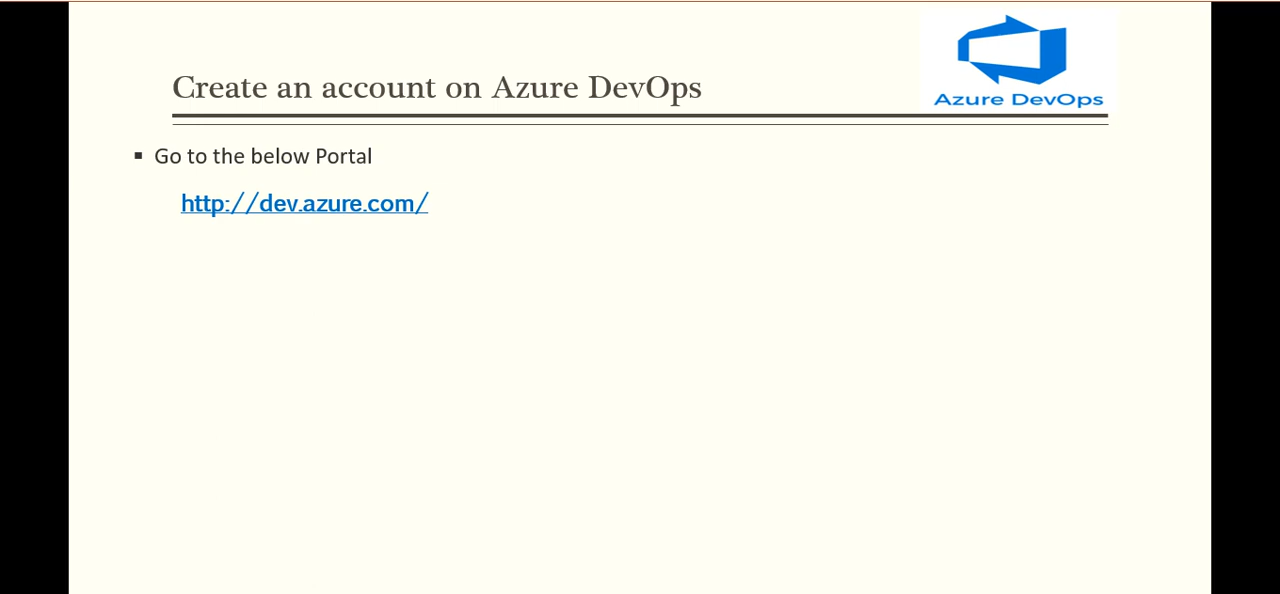 Azure DevOps
Create an account on Azure DevOps
▪ Go to the below Portal
http://dev.azure.com/